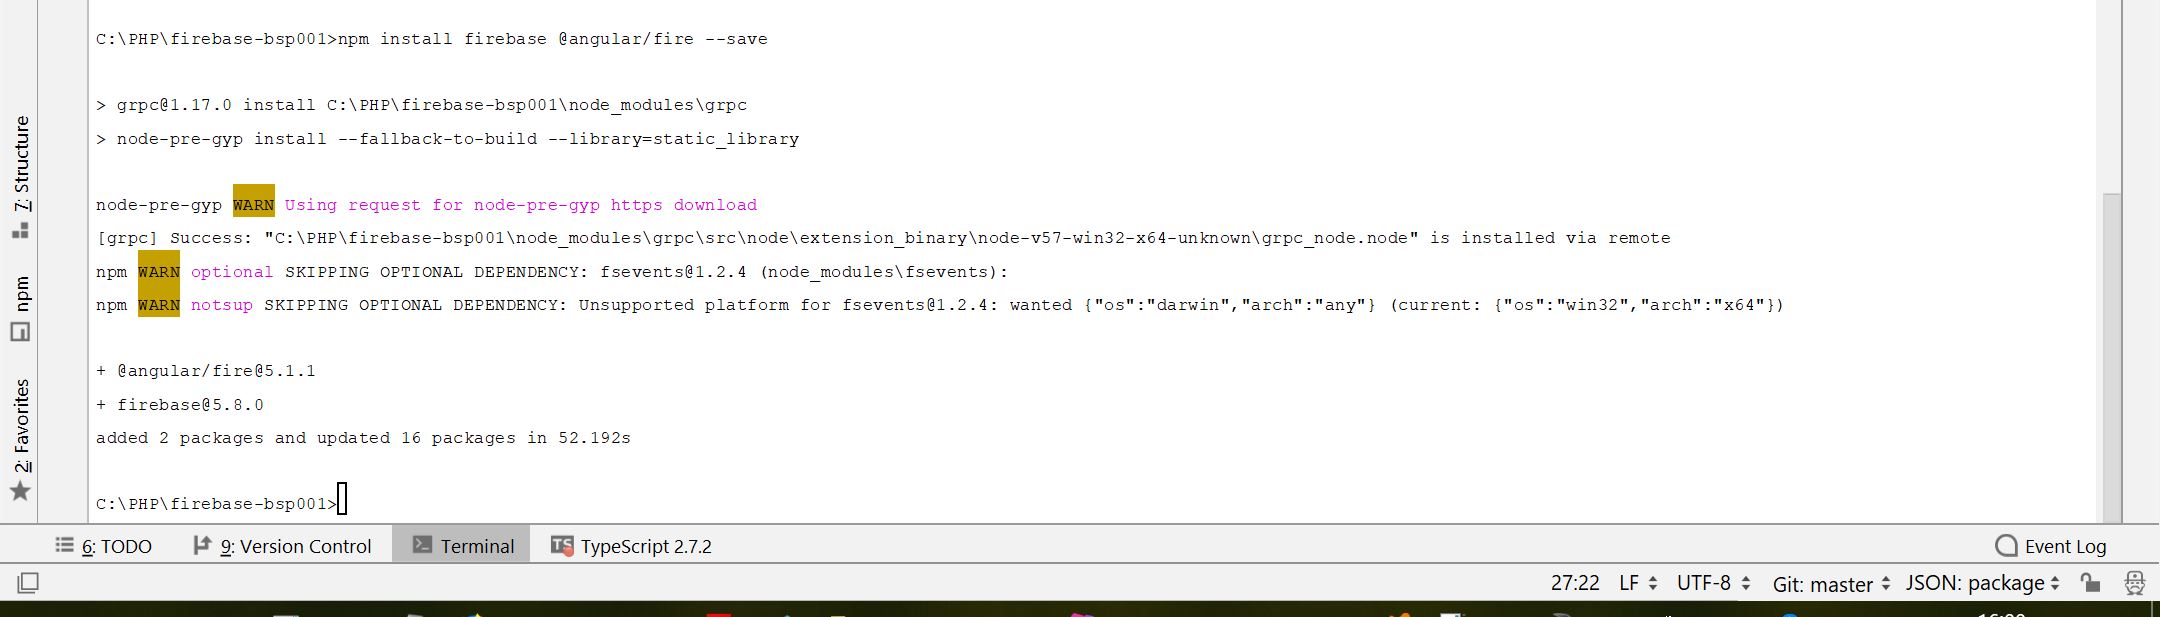 C:\PHP\firebase-bsp001>npm install firebase @angular/fire --save
> grpc@1.17.0 install C:\PHP\firebase-bsp001\node_modules\grpc
> node-pre-gyp install --fallback-to-build --library=static_library
node-pre-gyp WARN Using request for node-pre-gyp https download
[grpc] Success: "C:\PHP\firebase-bsp001\node_modules\grpc\src\node\extension_binary\node-v57-win32-x64-unknown\grpc_node.node" is installed via remote
npm WARN optional SKIPPING OPTIONAL DEPENDENCY: fsevents@1.2.4 (node_modules\fsevents):
npm WARN notsup SKIPPING OPTIONAL DEPENDENCY: Unsupported platform for fsevents@1.2.4: wanted {"os":"darwin","arch":"any"} (current: {"os":"win32","arch":"x64"})
+ @angular/fire@5.1.1
+ firebase@5.8.0
added 2 packages and updated 16 packages in 52.192s
C:\PHP\firebase-bsp001>
7: Structure
npm
2: Favorites
6: TODO 9: Version Control Terminal TypeScript 2.7.2 Event Log
27:22 LF UTF-8 Git: master JSON: package